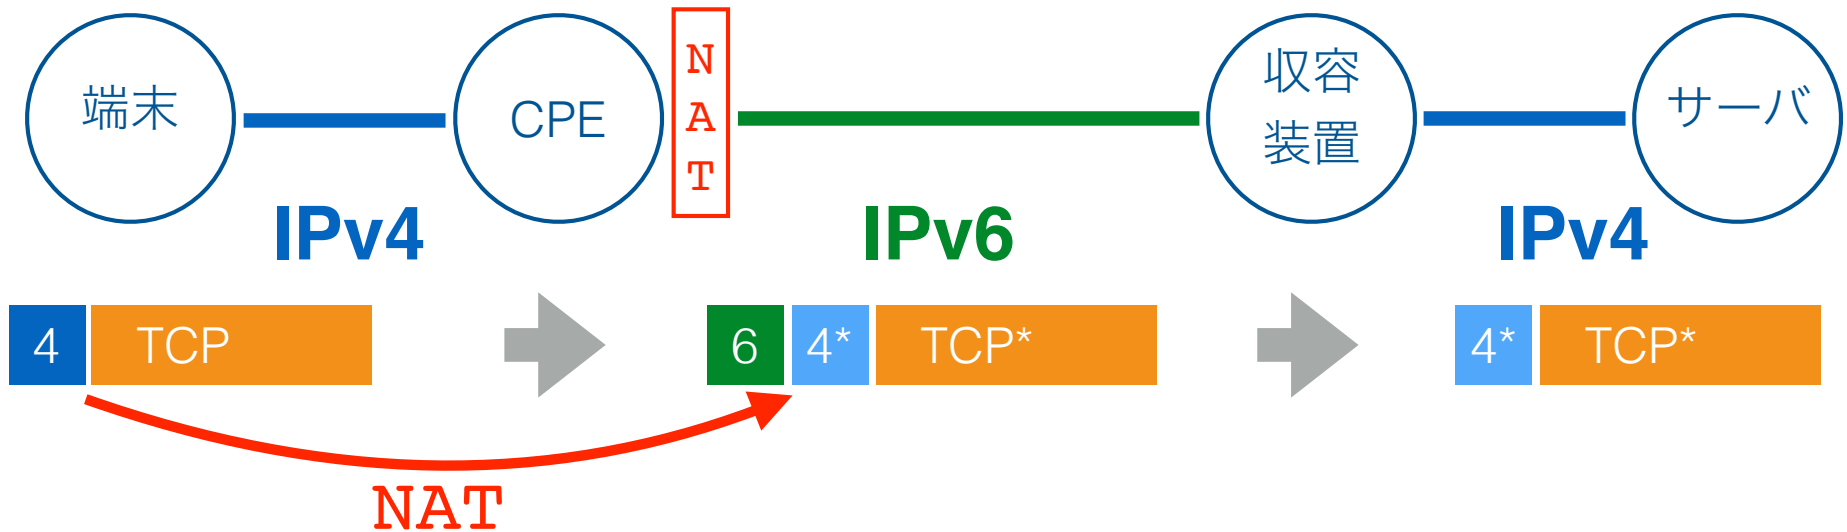 端末
CPE
N
A
T
収容
装置
サーバ
IPv4
IPv6
IPv4
4 TCP
6 4* TCP*
4* TCP*
NAT